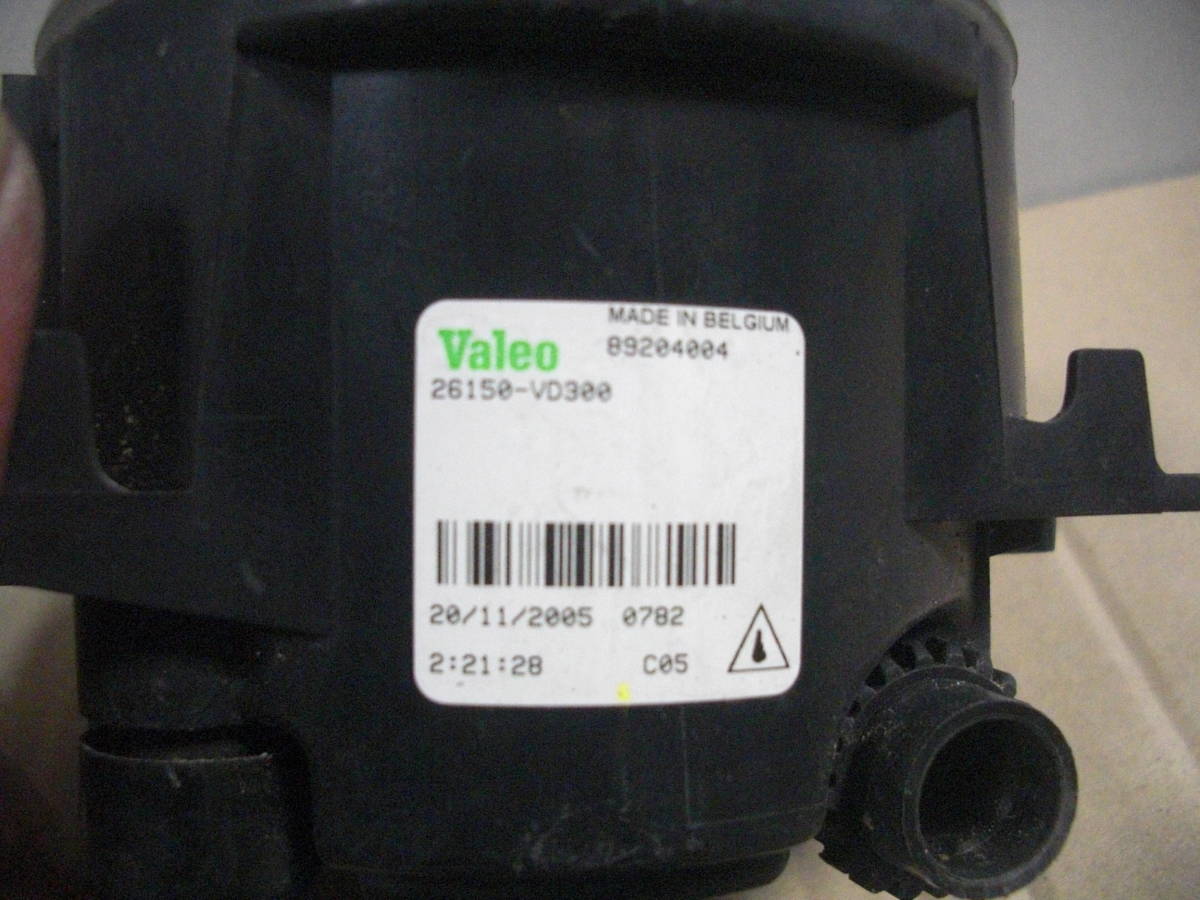 MADE IN BELGIUM
Valeo 89204004
26150-VD300
20/11/2005 0782
2:21:28 C05